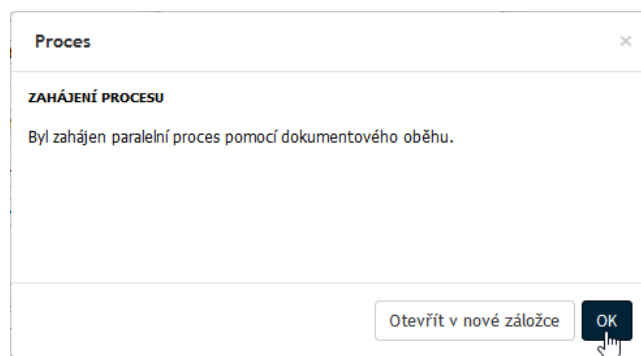 Proces
×
ZAHÁJENÍ PROCESU
Byl zahájen paralelní proces pomocí dokumentového oběhu.
Otevřít v nové záložce
OK